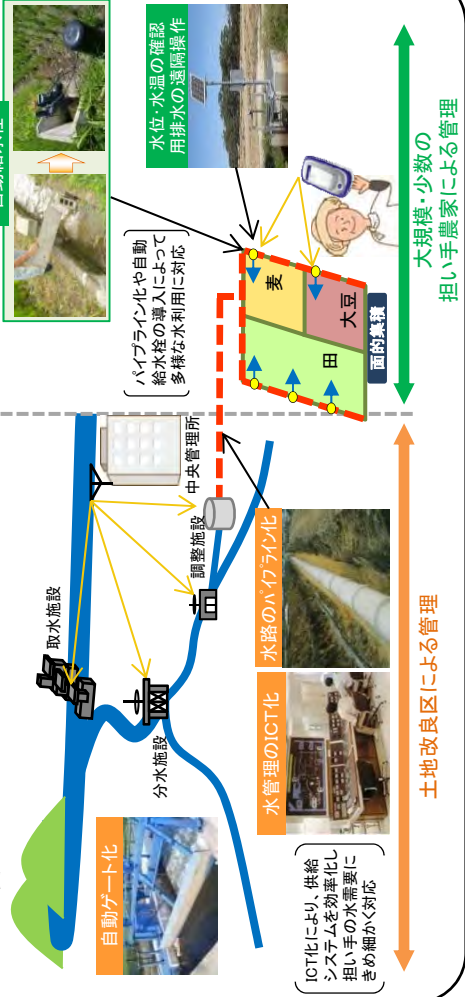 自動ゲート化
取水施設
分水施設
中央管理所
調整施設
水管理のICT化
水路のパイプライン化
ICT化により、供給
システムを効率化し
担い手の水需要に
きめ細かく対応
土地改良区による管理
パイプライン化や自動
給水栓の導入によって
多様な水利用に対応
水位・水温の確認
用排水の遠隔操作
田
麦
大豆
面的集積
大規模・少数の
担い手農家による管理